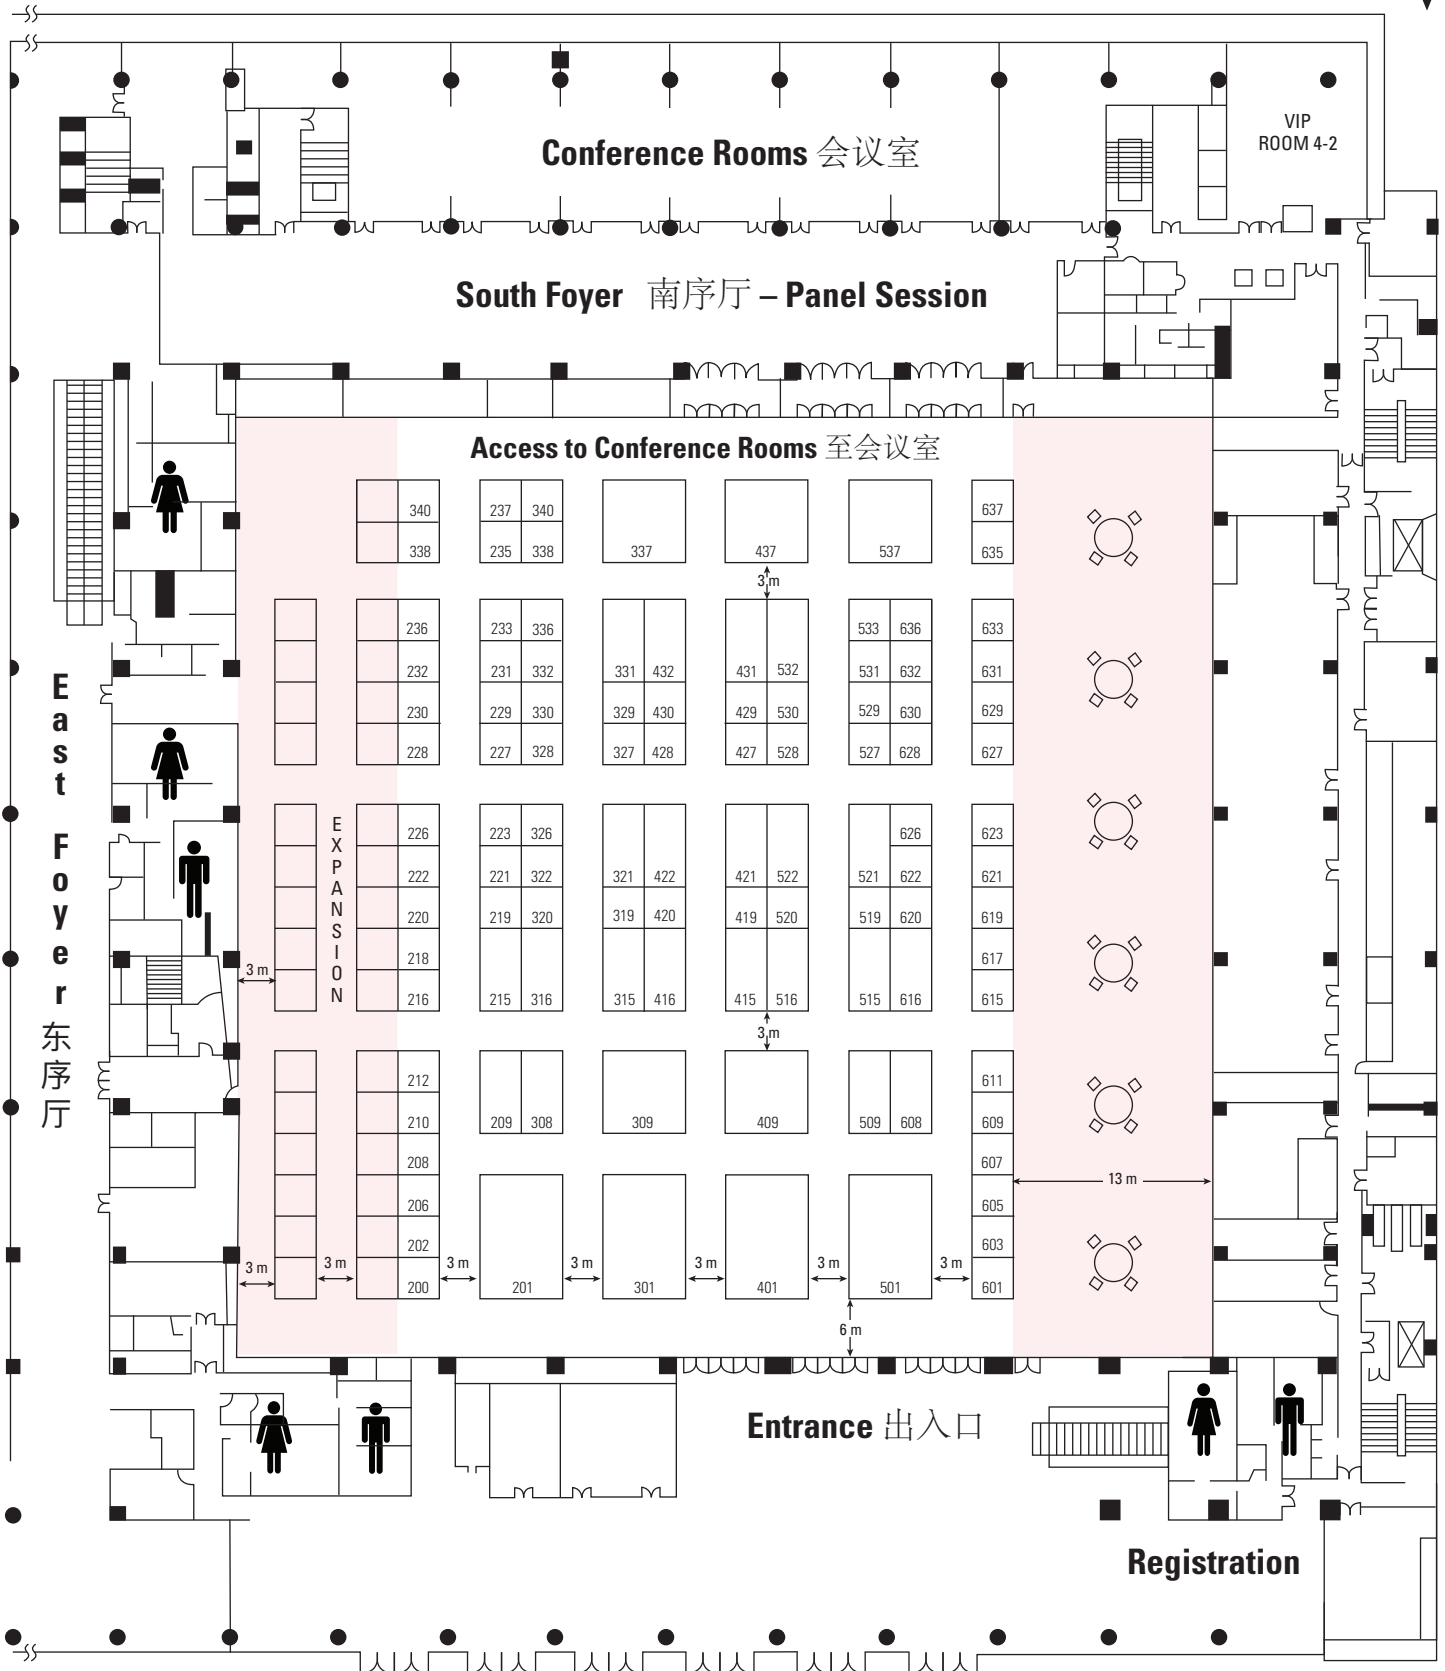 VIP
ROOM 4-2
Conference Rooms 会议室
South Foyer 南序厅 – Panel Session
Access to Conference Rooms 至会议室
340 237 340 637
338 235 338 337 437 537 635
3 m
236 233 336 533 636 633
232 231 332 331 432 431 532 531 632 631
230 229 330 329 430 429 530 529 630 629
228 227 328 327 428 427 528 527 628 627
East Foyer 东序厅
EXPANSION
226 223 326 626 623
222 221 322 321 422 421 522 521 622 621
220 219 320 319 420 419 520 519 620 619
218 617
3 m
216 215 316 315 416 415 516 515 616 615
3 m
212 611
210 209 308 309 409 509 608 609
208 607
13 m
206 605
202 603
3 m 3 m 3 m 3 m 3 m 3 m 3 m
200 201 301 401 501 601
6 m
Entrance 出入口
Registration